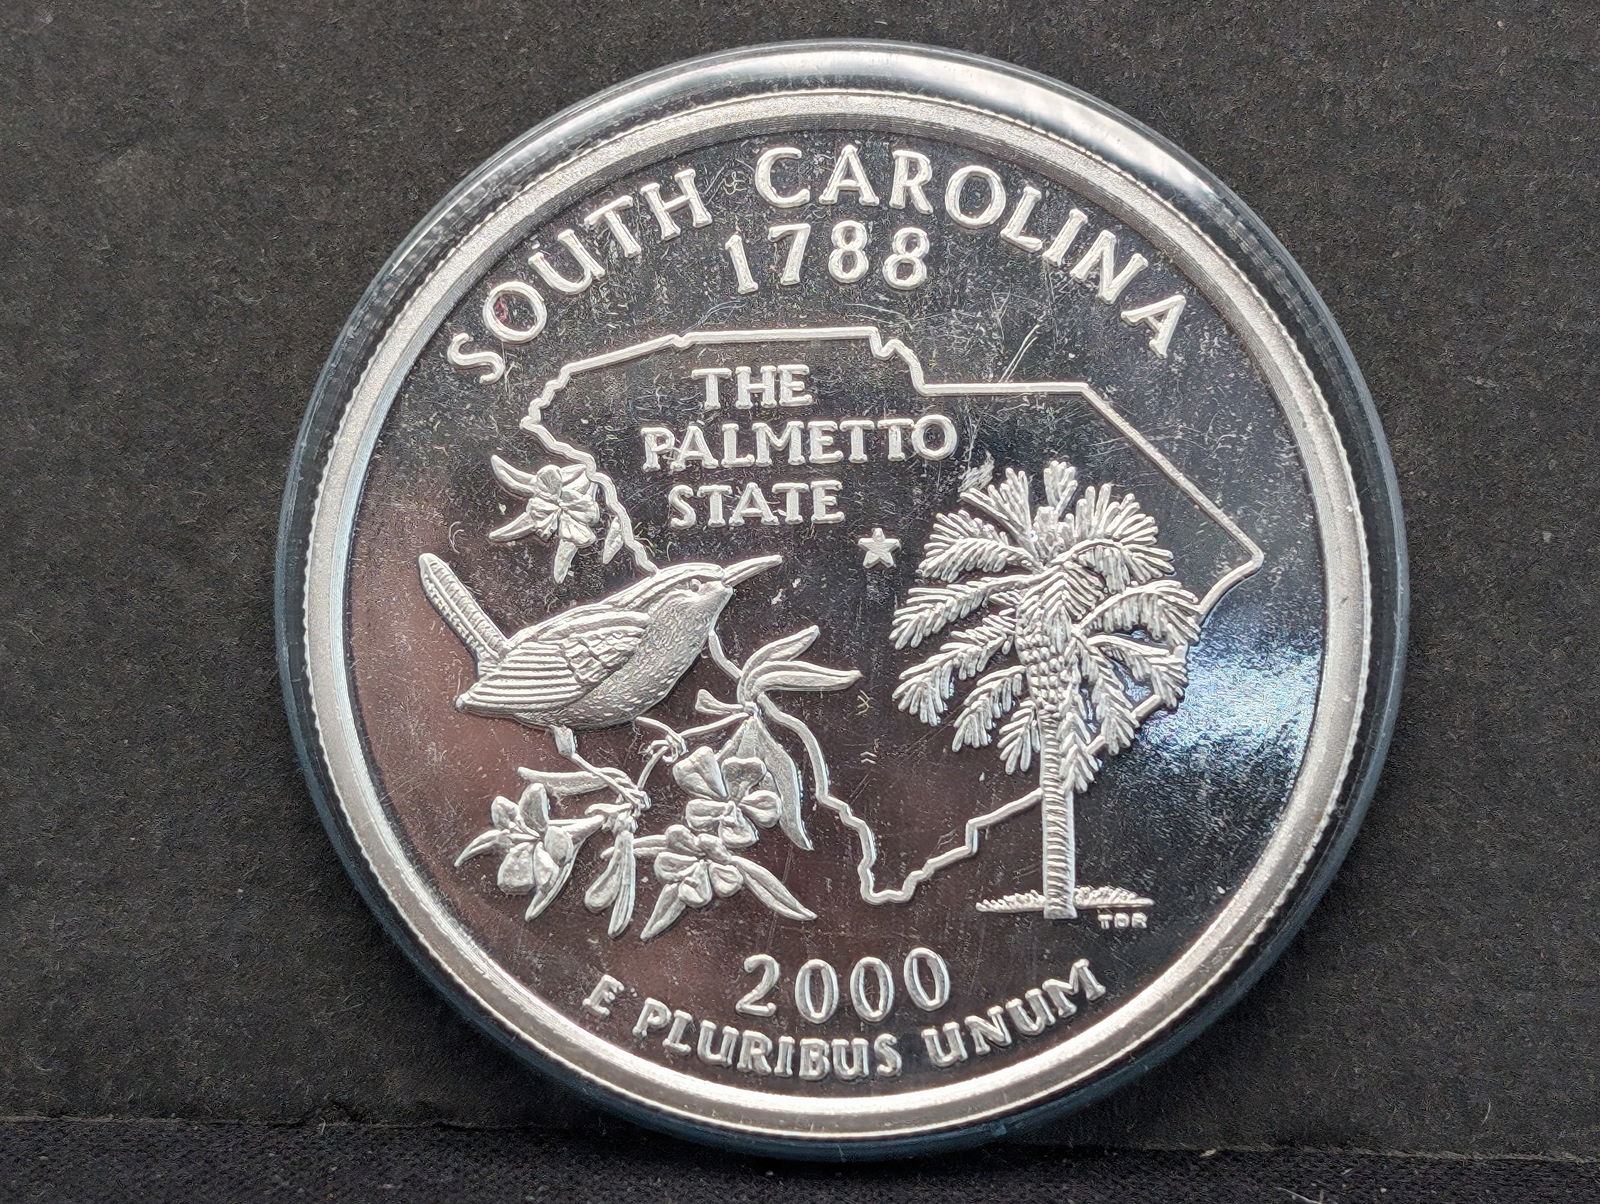 SOUTH CAROLINA
1788
THE
PALMETTO
STATE
TDR
2000
E PLURIBUS UNUM